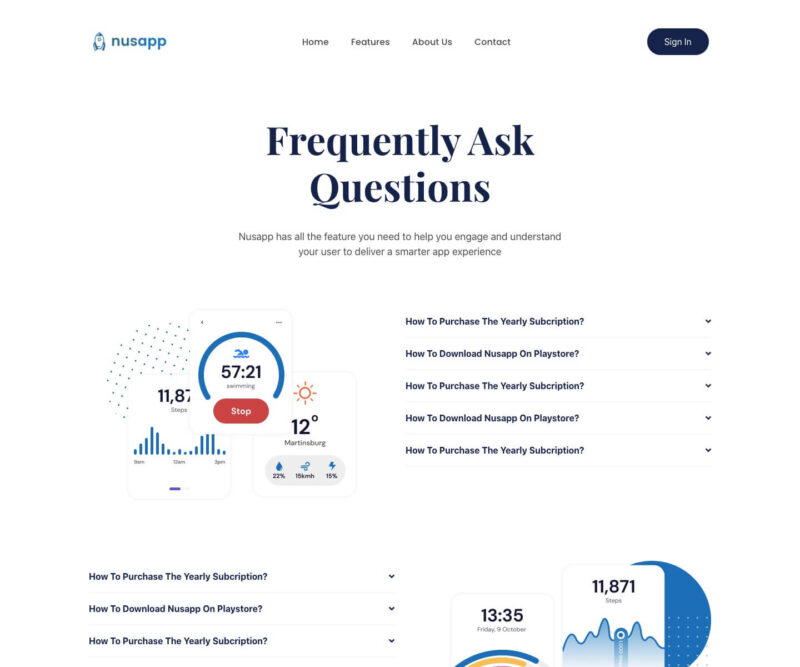 nusapp
Home Features About Us Contact
Sign In
Frequently Ask
Questions
Nusapp has all the feature you need to help you engage and understand
your user to deliver a smarter app experience
57:21
swimming
Stop
11,87
Steps
9am 12am 3pm
12°
Martinsburg
22% 15kmh 15%
How To Purchase The Yearly Subcription?
How To Download Nusapp On Playstore?
How To Purchase The Yearly Subcription?
How To Download Nusapp On Playstore?
How To Purchase The Yearly Subcription?
How To Purchase The Yearly Subcription?
How To Download Nusapp On Playstore?
How To Purchase The Yearly Subcription?
13:35
Friday, 9 October
11,871
Steps